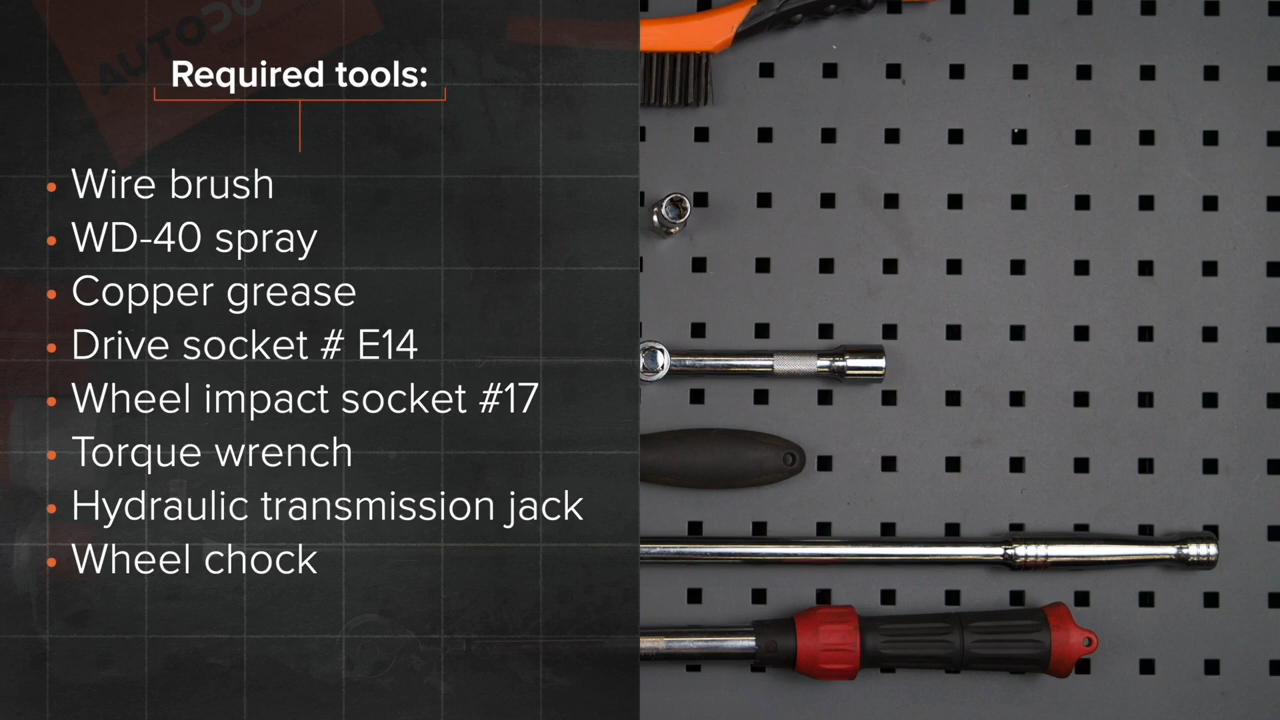 AUTODOC
Required tools:
• Wire brush
• WD-40 spray
• Copper grease
• Drive socket # E14
• Wheel impact socket #17
• Torque wrench
• Hydraulic transmission jack
• Wheel chock